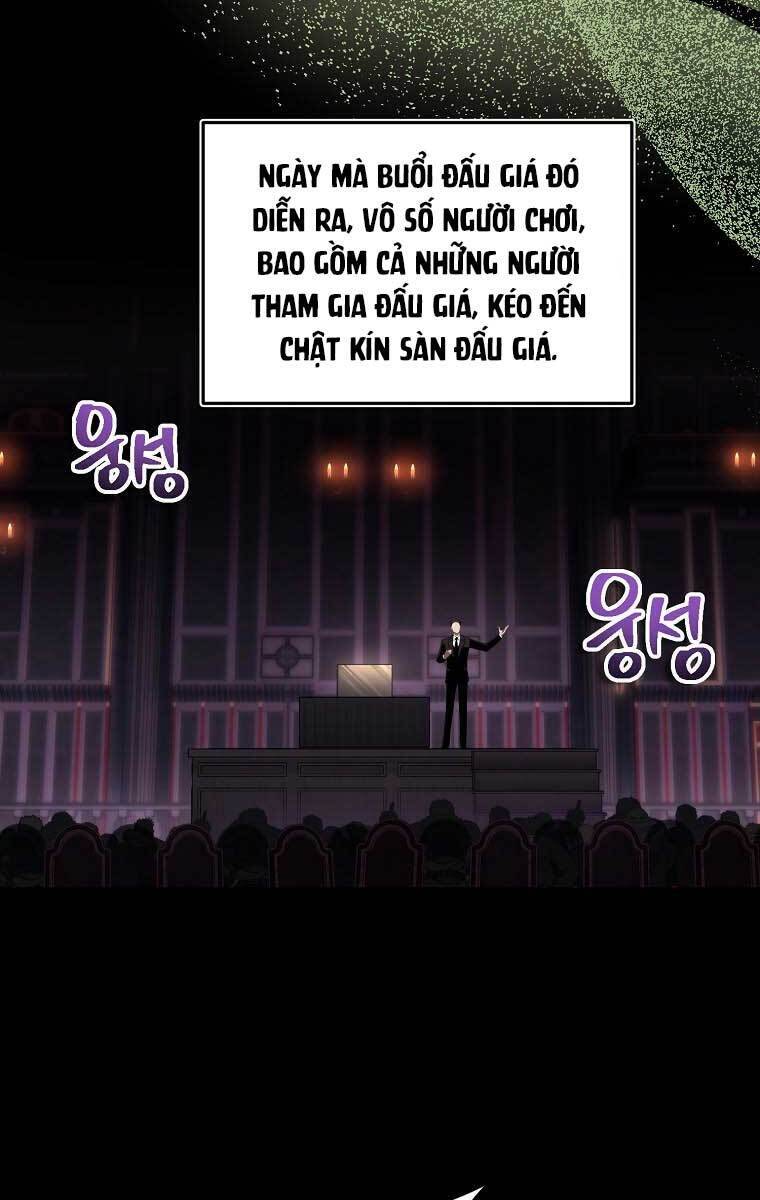 NGÀY MÀ BUỔI ĐẤU GIÁ ĐÓ
DIỄN RA, VÔ SỐ NGƯỜI CHƠI,
BAO GỒM CẢ NHỮNG NGƯỜI
THAM GIA ĐẤU GIÁ, KÉO ĐẾN
CHẬT KÍN SÀN ĐẤU GIÁ.
웅성
웅성